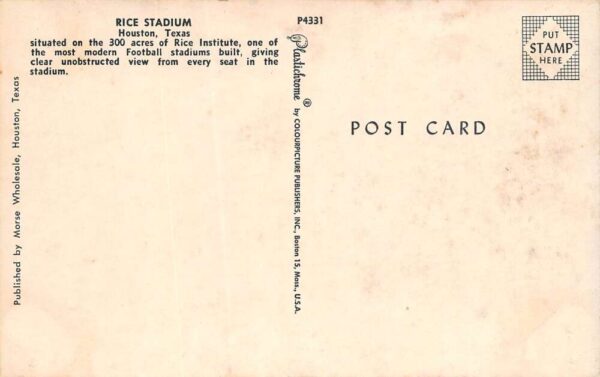 RICE STADIUM
Houston, Texas
situated on the 300 acres of Rice Institute, one of
the most modern Football stadiums built, giving
clear unobstructed view from every seat in the
stadium.
Published by Morse Wholesale, Houston, Texas
P4331
Plastichrome ® by COLOURPICTURE PUBLISHERS, INC., Boston 15, Mass., U.S.A.
POST CARD
PUT
STAMP
HERE